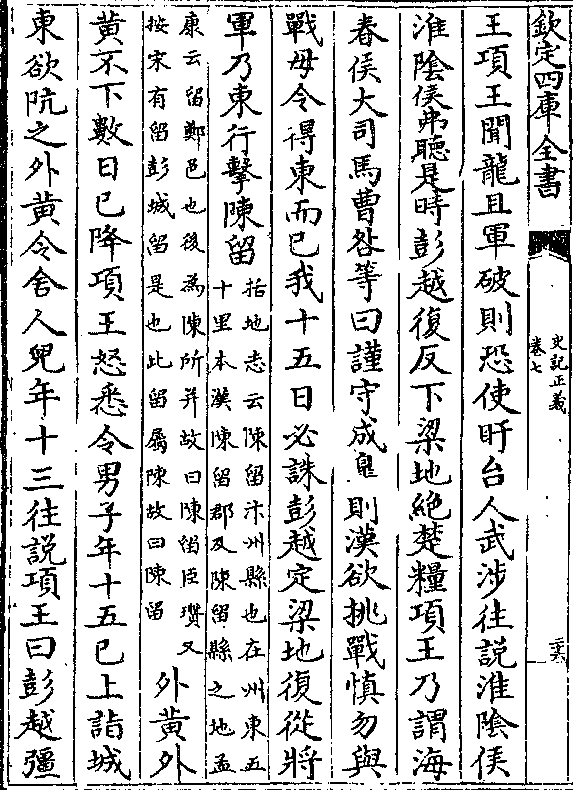 欽定四庫全書
史記正義
卷七
二六
王項王聞龍且軍破則恐使盱台人武涉往說淮陰侯
淮陰侯弗聽是時彭越復反下梁地絶楚糧項王乃謂海
春侯大司馬曹咎等曰謹守成臯則漢欲挑戰慎勿與
戰毋令得東而已我十五日必誅彭越定梁地復從將
軍乃東行擊陳留
括地志云陳留汴州縣也在州東五
十里本漢陳留郡及陳留縣之地孟
康云留鄭邑也後為陳所并故曰陳留臣瓚又
按宋有留彭城留是也此留屬陳故曰陳留
外黄外
黄不下數日已降項王怒悉令男子年十五已上詣城
東欲阬之外黄令舍人兒年十三往説項王曰彭越彊